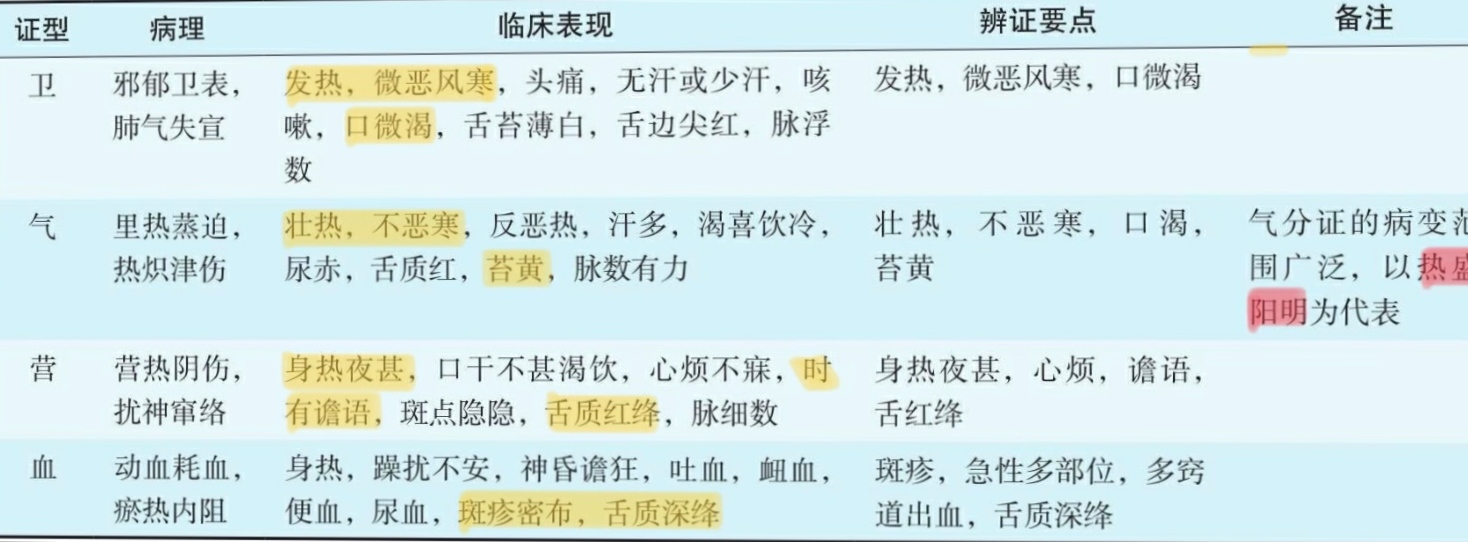 证型 病理 临床表现 辨证要点 备注
卫 邪郁卫表， 发热，微恶风寒，头痛，无汗或少汗，咳 发热，微恶风寒，口微渴
肺气失宣 嗽，口微渴，舌苔薄白，舌边尖红，脉浮
数
气 里热蒸迫， 壮热，不恶寒，反恶热，汗多，渴喜饮冷， 壮热，不恶寒，口渴， 气分证的病变范
热炽津伤 尿赤，舌质红，苔黄，脉数有力 苔黄 围广泛，以热盛
阳明为代表
营 营热阴伤， 身热夜甚，口干不甚渴饮，心烦不寐，时 身热夜甚，心烦，谵语，
扰神窜络 有谵语，斑点隐隐，舌质红绛，脉细数 舌红绛
血 动血耗血， 身热，躁扰不安，神昏谵狂，吐血，衄血， 斑疹，急性多部位，多窍
瘀热内阻 便血，尿血，斑疹密布，舌质深绛 道出血，舌质深绛